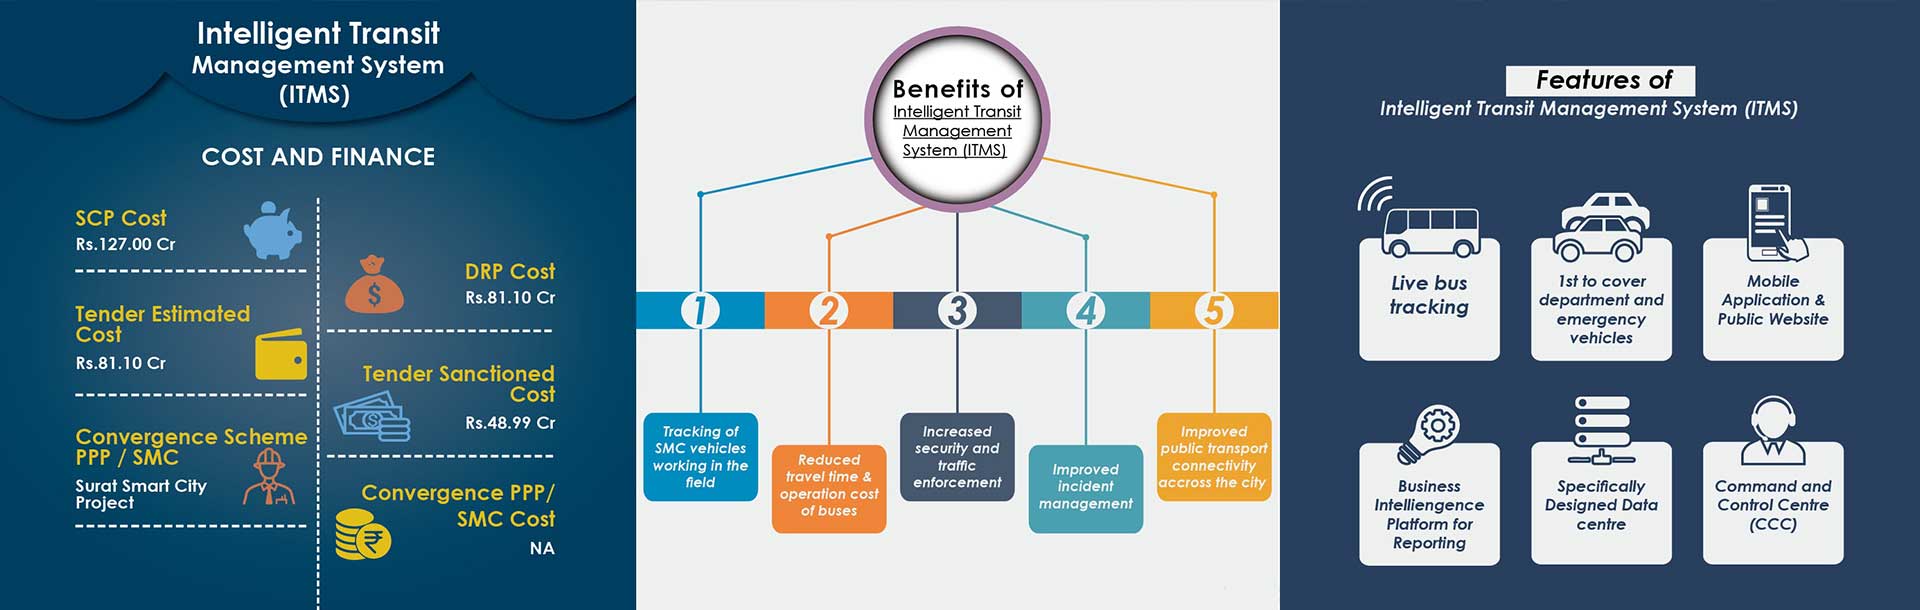 Intelligent Transit
Management System
(ITMS)
COST AND FINANCE
SCP Cost
Rs.127.00 Cr
DRP Cost
Rs.81.10 Cr
Tender Estimated
Cost
Rs.81.10 Cr
Tender Sanctioned
Cost
Rs.48.99 Cr
Convergence Scheme
PPP / SMC
Surat Smart City
Project
Convergence PPP/
SMC Cost
NA
Benefits of
Intelligent Transit
Management
System (ITMS)
1
2
3
4
5
Tracking of
SMC vehicles
working in the
field
Reduced
travel time &
operation cost
of buses
Increased
security and
traffic
enforcement
Improved
incident
management
Improved
public transport
connectivity
accross the city
Features of
Intelligent Transit Management System (ITMS)
Live bus
tracking
1st to cover
department and
emergency
vehicles
Mobile
Application &
Public Website
Business
Intelliengence
Platform for
Reporting
Specifically
Designed Data
centre
Command and
Control Centre
(CCC)